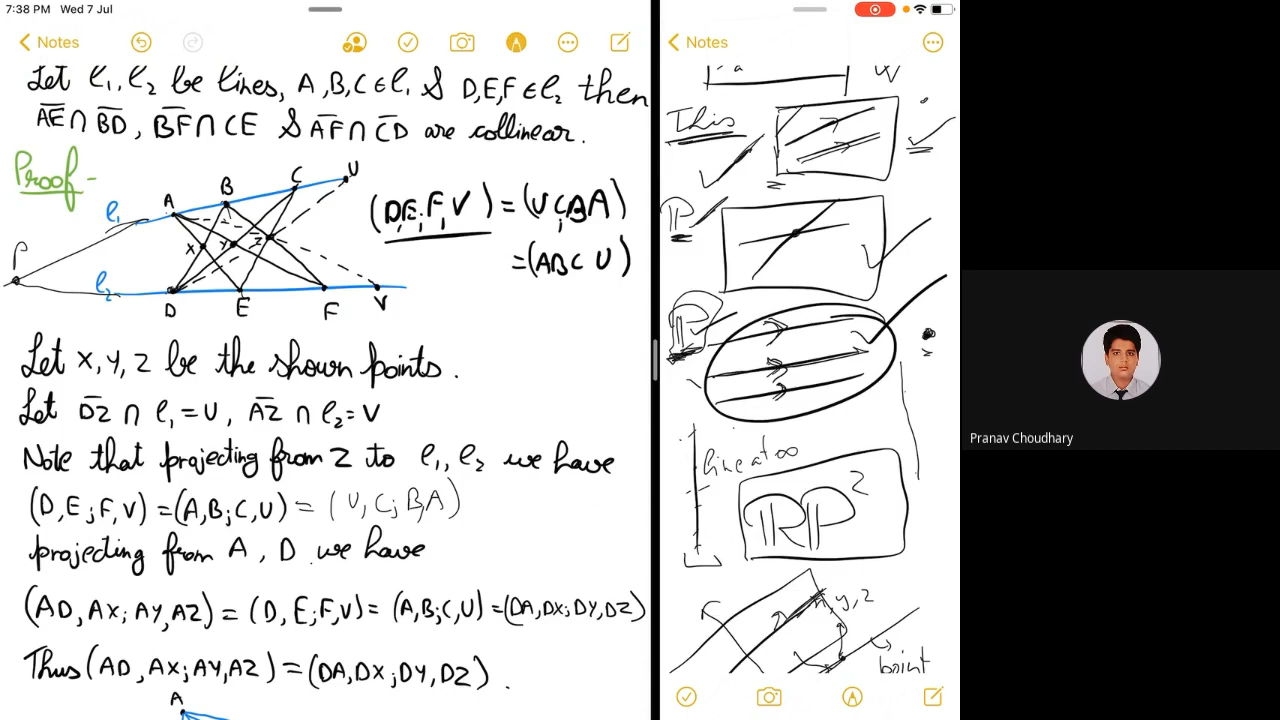 7:38 PM Wed 7 Jul
Notes
Let l₁, l₂ be lines, A,B,C ∈ l₁ & D,E,F ∈ l₂ then
AE ∩ BD, BF ∩ CE & AF ∩ CD are collinear.
Proof -
P l₁ A B C U
X Y Z
l₂ D E F V
(D,E;F,V) = (U,C;B,A)
= (A B C U)
Let X, Y, Z be the shown points.
Let DZ ∩ l₁ = U, AZ ∩ l₂ = V
Note that projecting from Z to l₁, l₂ we have
(D,E;F,V) = (A,B;C,U) = (U,C;B,A)
projecting from A, D we have
(AD, AX; AY, AZ) = (D,E;F,V) = (A,B;C,U) = (DA,DX;DY,DZ)
Thus (AD, AX; AY, AZ) = (DA,DX;DY,DZ).
A
Notes
This
ℙ
ℙ
line at ∞
ℝP²
x, y, z
point
Pranav Choudhary